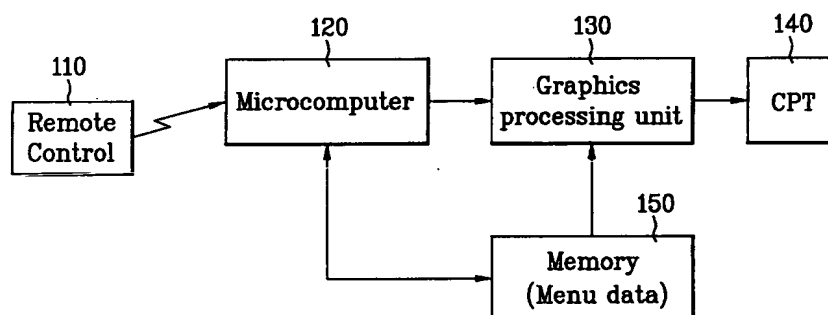 110
Remote
Control
120
Microcomputer
130
Graphics
processing unit
140
CPT
150
Memory
(Menu data)